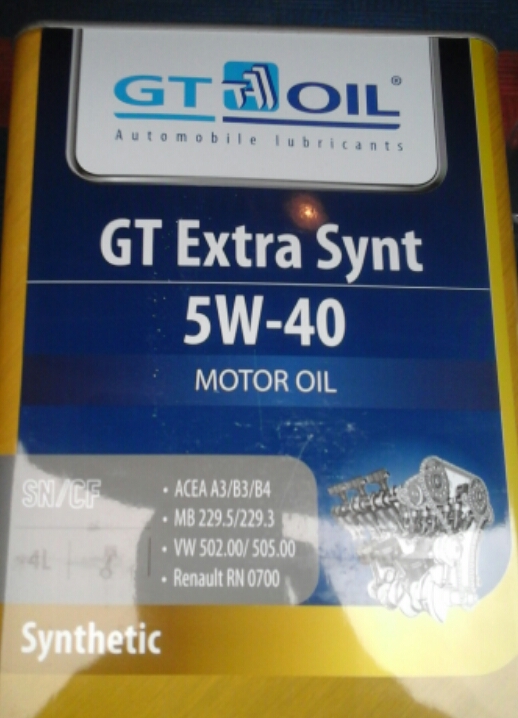 GT OIL®
Automobile lubricants
GT Extra Synt
5W-40
MOTOR OIL
SN/CF
• ACEA A3/B3/B4
• MB 229.5/229.3
• VW 502.00/ 505.00
• Renault RN 0700
4L
Synthetic